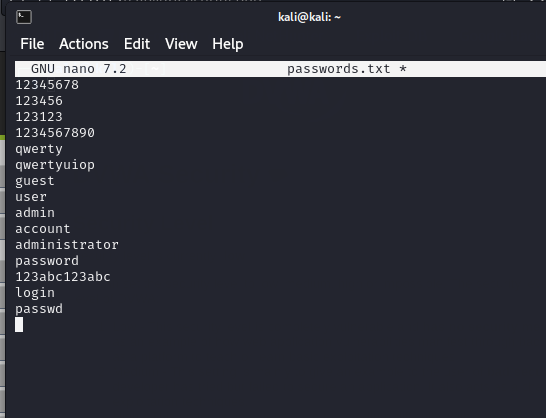 kali@kali: ~
File Actions Edit View Help
GNU nano 7.2 passwords.txt *
12345678
123456
123123
1234567890
qwerty
qwertyuiop
guest
user
admin
account
administrator
password
123abc123abc
login
passwd